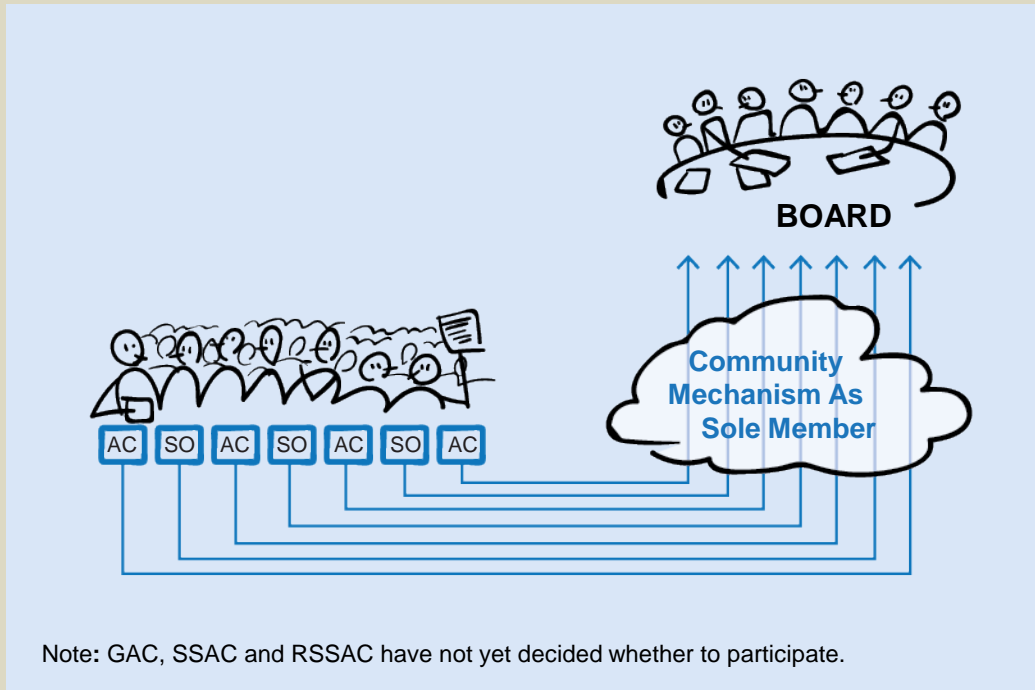 BOARD
Community
Mechanism As
Sole Member
AC SO AC SO AC SO AC
Note: GAC, SSAC and RSSAC have not yet decided whether to participate.